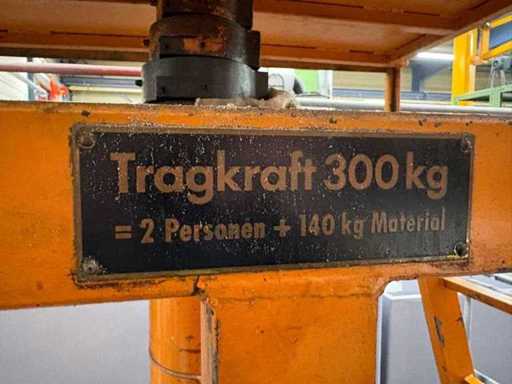 Tragkraft 300 kg
= 2 Personen + 140 kg Material